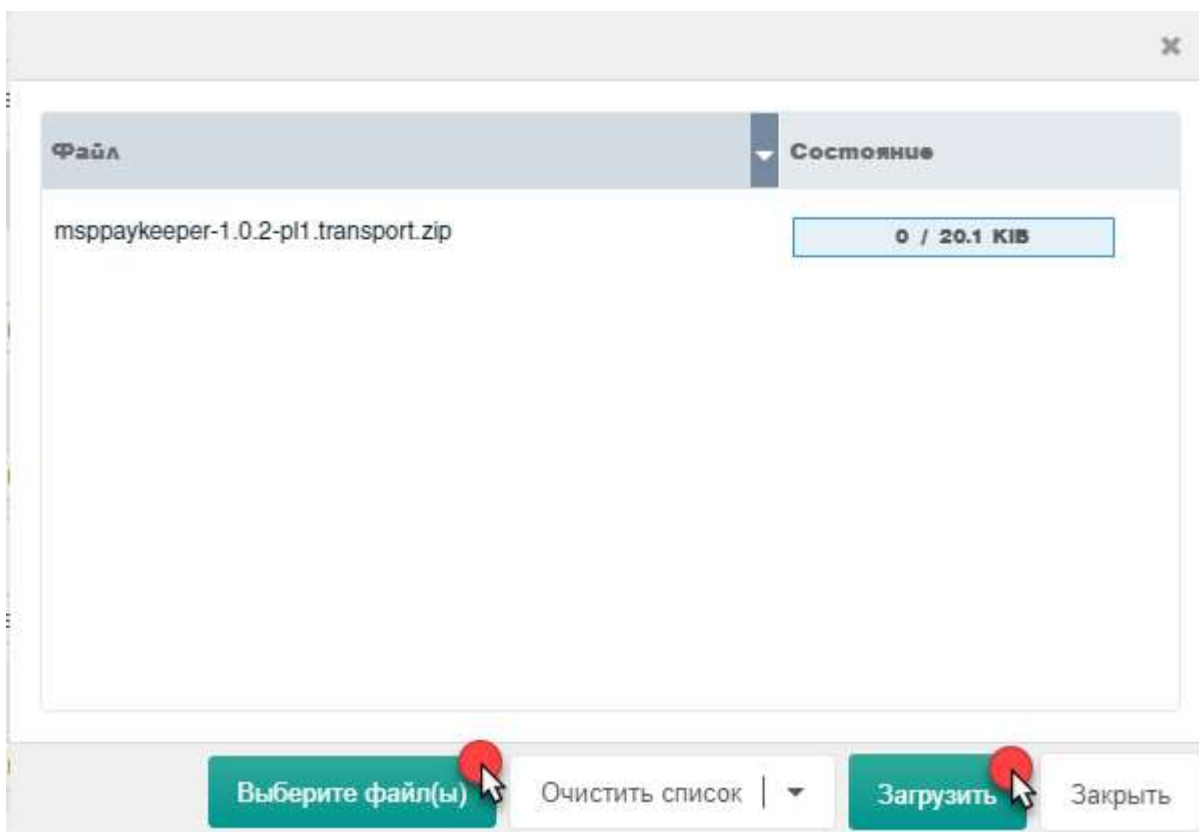 Файл Состояние
msppaykeeper-1.0.2-pl1.transport.zip 0 / 20.1 KIB
Выберите файл(ы) Очистить список Загрузить Закрыть